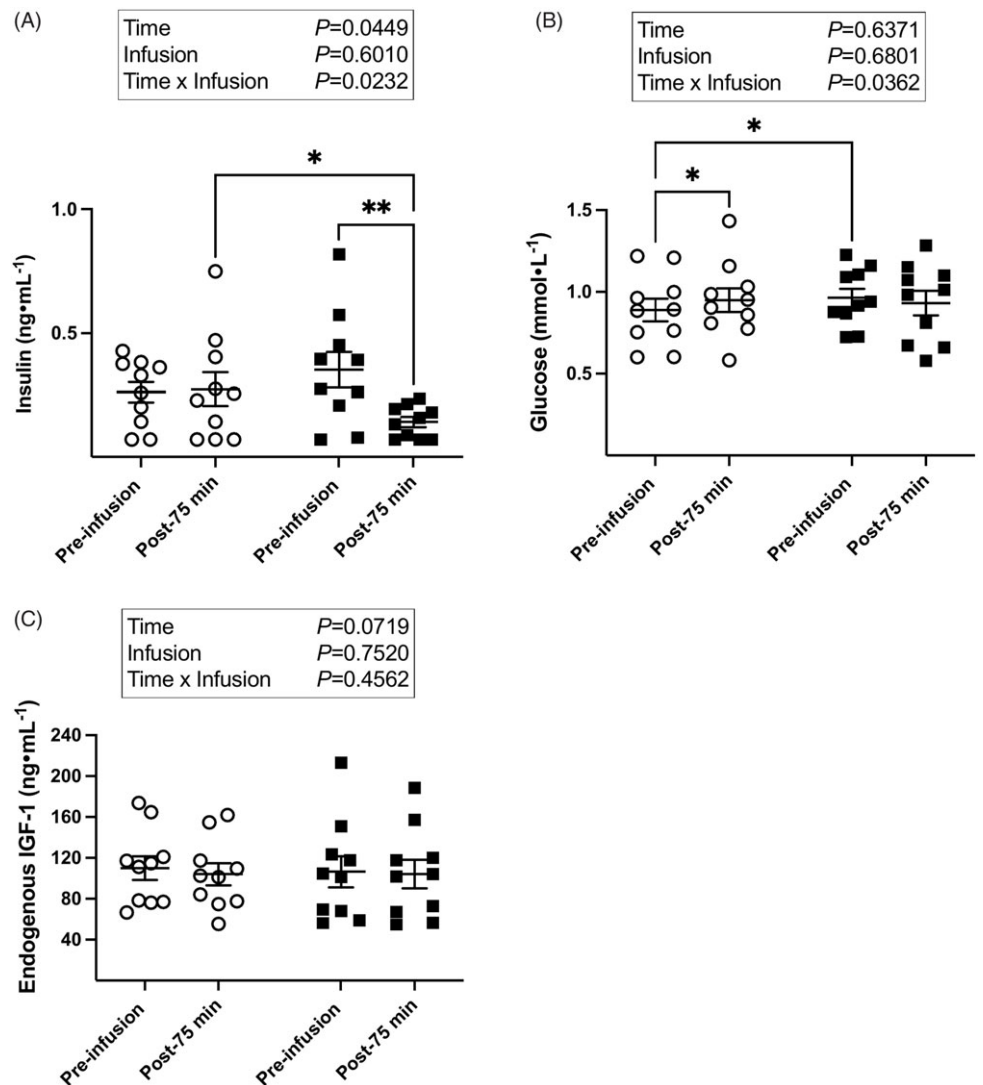 (A)
Time P=0.0449
Infusion P=0.6010
Time x Infusion P=0.0232
*
**
1.0
0.5
Insulin (ng•mL-1)
Pre-infusion
Post-75 min
Pre-infusion
Post-75 min
(B)
Time P=0.6371
Infusion P=0.6801
Time x Infusion P=0.0362
*
*
1.5
1.0
0.5
Glucose (mmol•L-1)
Pre-infusion
Post-75 min
Pre-infusion
Post-75 min
(C)
Time P=0.0719
Infusion P=0.7520
Time x Infusion P=0.4562
240
200
160
120
80
40
Endogenous IGF-1 (ng•mL-1)
Pre-infusion
Post-75 min
Pre-infusion
Post-75 min